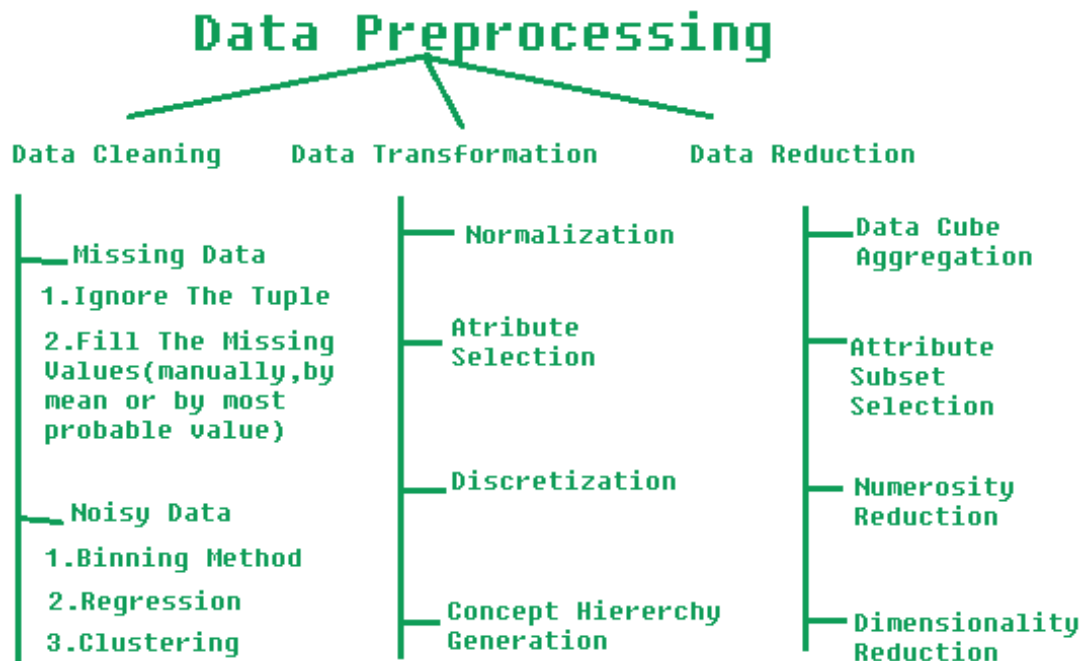 Data Preprocessing
Data Cleaning
Missing Data
1.Ignore The Tuple
2.Fill The Missing
Values(manually,by
mean or by most
probable value)
Noisy Data
1.Binning Method
2.Regression
3.Clustering
Data Transformation
Normalization
Atribute
Selection
Discretization
Concept Hiererchy
Generation
Data Reduction
Data Cube
Aggregation
Attribute
Subset
Selection
Numerosity
Reduction
Dimensionality
Reduction